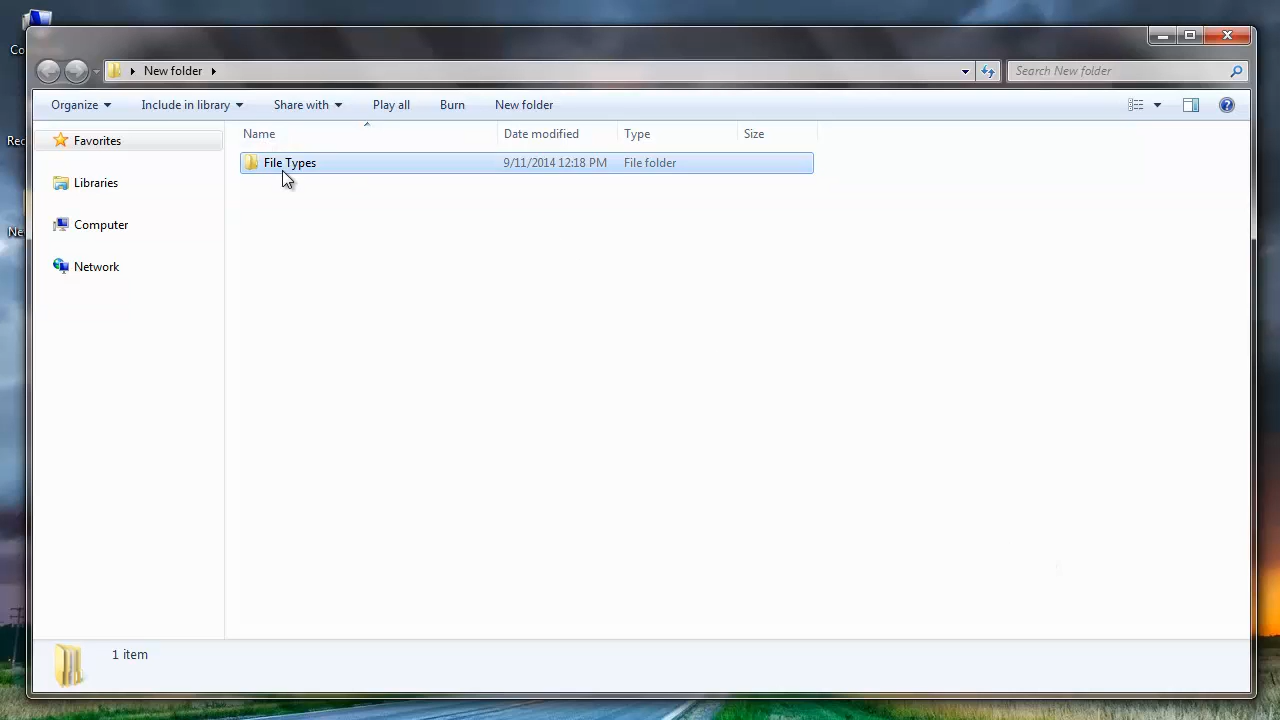 New folder
Search New folder
Organize Include in library Share with Play all Burn New folder
Name Date modified Type Size
Favorites
File Types 9/11/2014 12:18 PM File folder
Libraries
Computer
Network
1 item